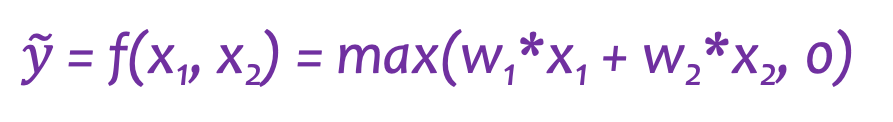 ỹ = f(x₁, x₂) = max(w₁*x₁ + w₂*x₂, 0)